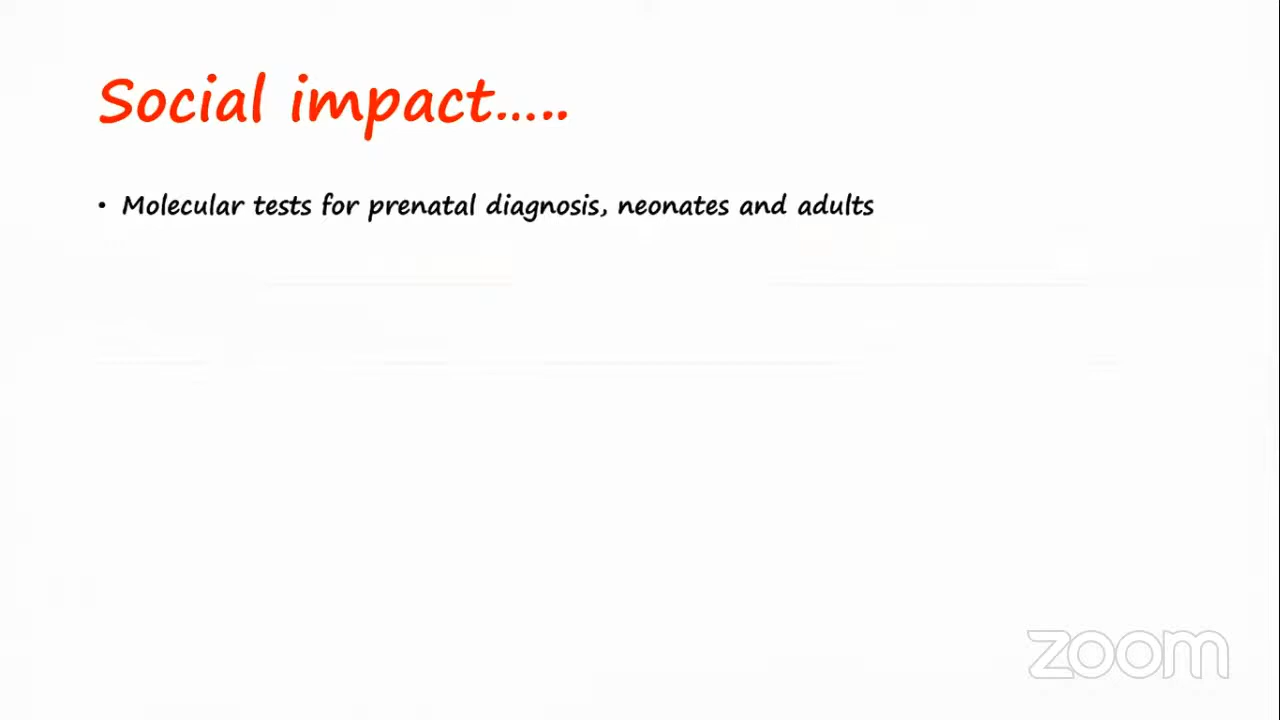 Social impact.....
• Molecular tests for prenatal diagnosis, neonates and adults
zoom